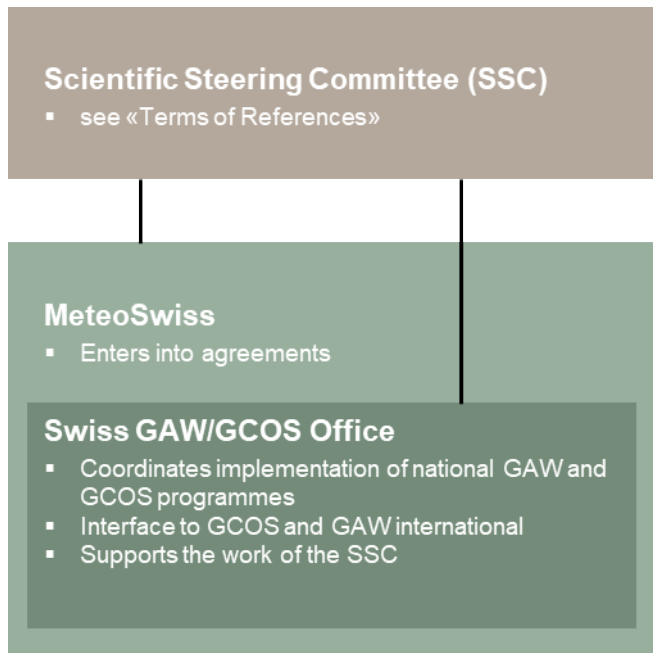 Scientific Steering Committee (SSC)
▪ see «Terms of References»
MeteoSwiss
▪ Enters into agreements
Swiss GAW/GCOS Office
▪ Coordinates implementation of national GAW and
GCOS programmes
▪ Interface to GCOS and GAW international
▪ Supports the work of the SSC